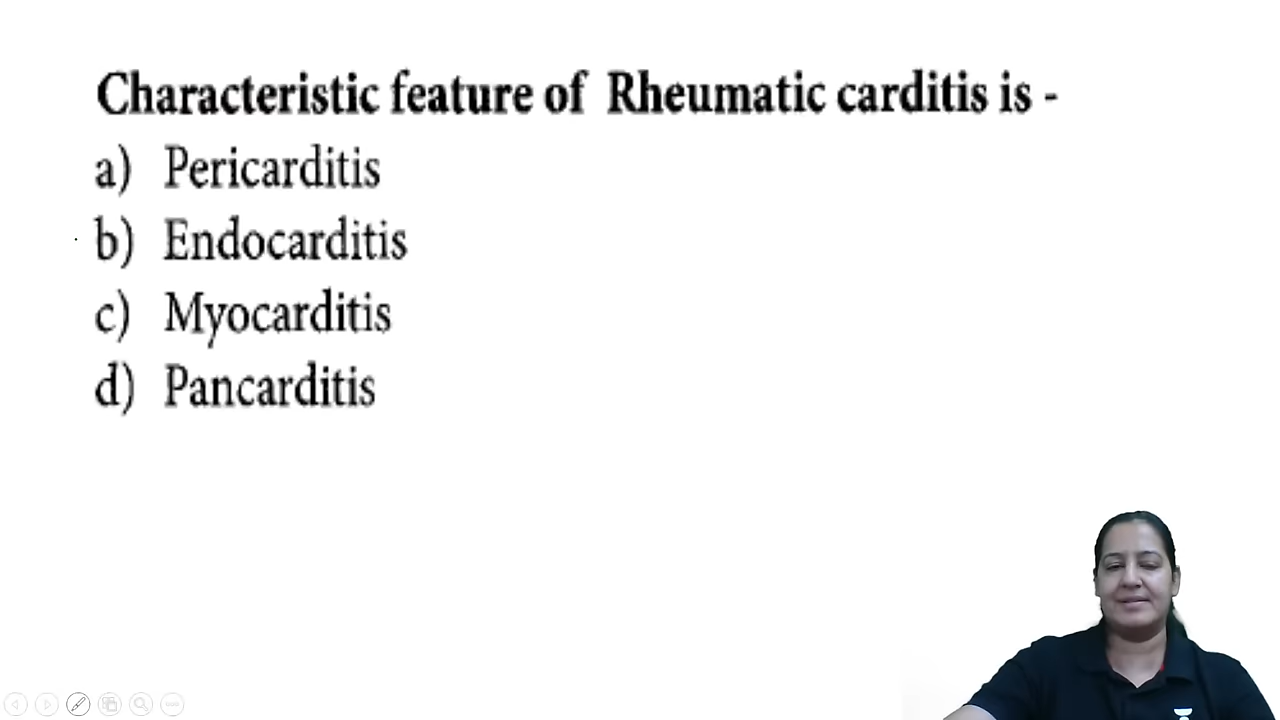 Characteristic feature of Rheumatic carditis is -
a) Pericarditis
b) Endocarditis
c) Myocarditis
d) Pancarditis